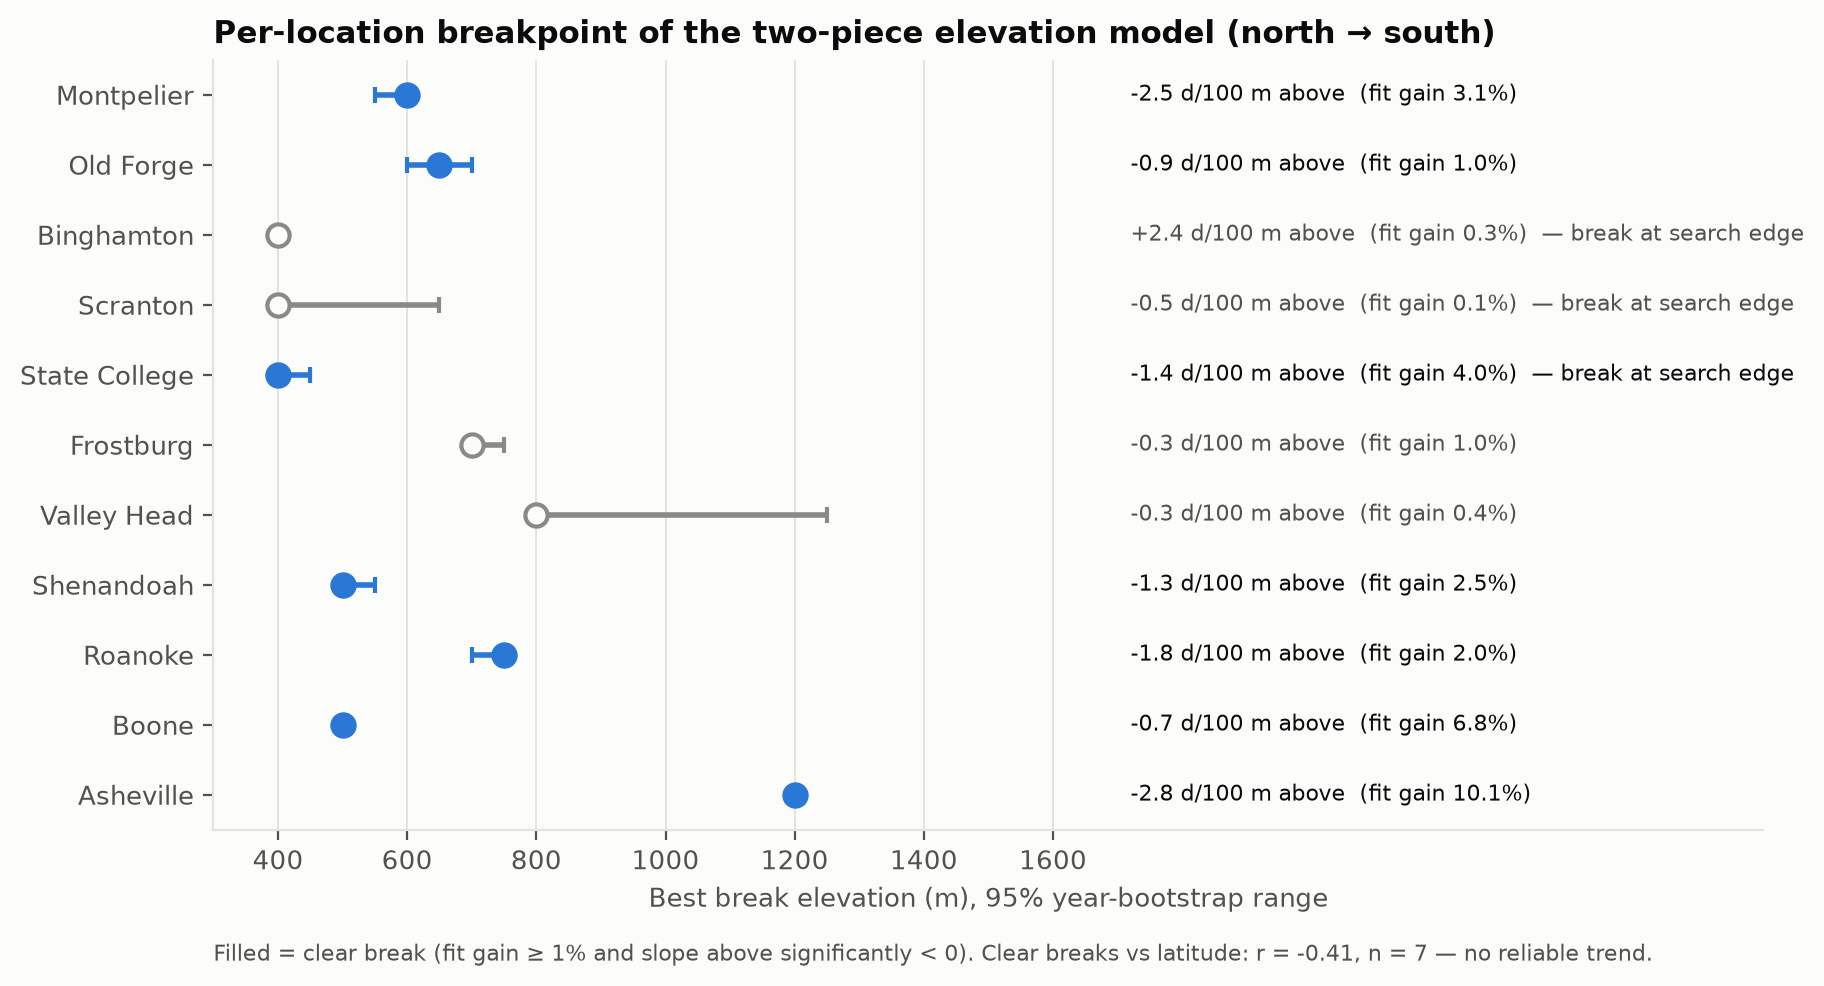 Per-location breakpoint of the two-piece elevation model (north → south)
Montpelier -2.5 d/100 m above (fit gain 3.1%)
Old Forge -0.9 d/100 m above (fit gain 1.0%)
Binghamton +2.4 d/100 m above (fit gain 0.3%) — break at search edge
Scranton -0.5 d/100 m above (fit gain 0.1%) — break at search edge
State College -1.4 d/100 m above (fit gain 4.0%) — break at search edge
Frostburg -0.3 d/100 m above (fit gain 1.0%)
Valley Head -0.3 d/100 m above (fit gain 0.4%)
Shenandoah -1.3 d/100 m above (fit gain 2.5%)
Roanoke -1.8 d/100 m above (fit gain 2.0%)
Boone -0.7 d/100 m above (fit gain 6.8%)
Asheville -2.8 d/100 m above (fit gain 10.1%)
400 600 800 1000 1200 1400 1600
Best break elevation (m), 95% year-bootstrap range
Filled = clear break (fit gain ≥ 1% and slope above significantly < 0). Clear breaks vs latitude: r = -0.41, n = 7 — no reliable trend.